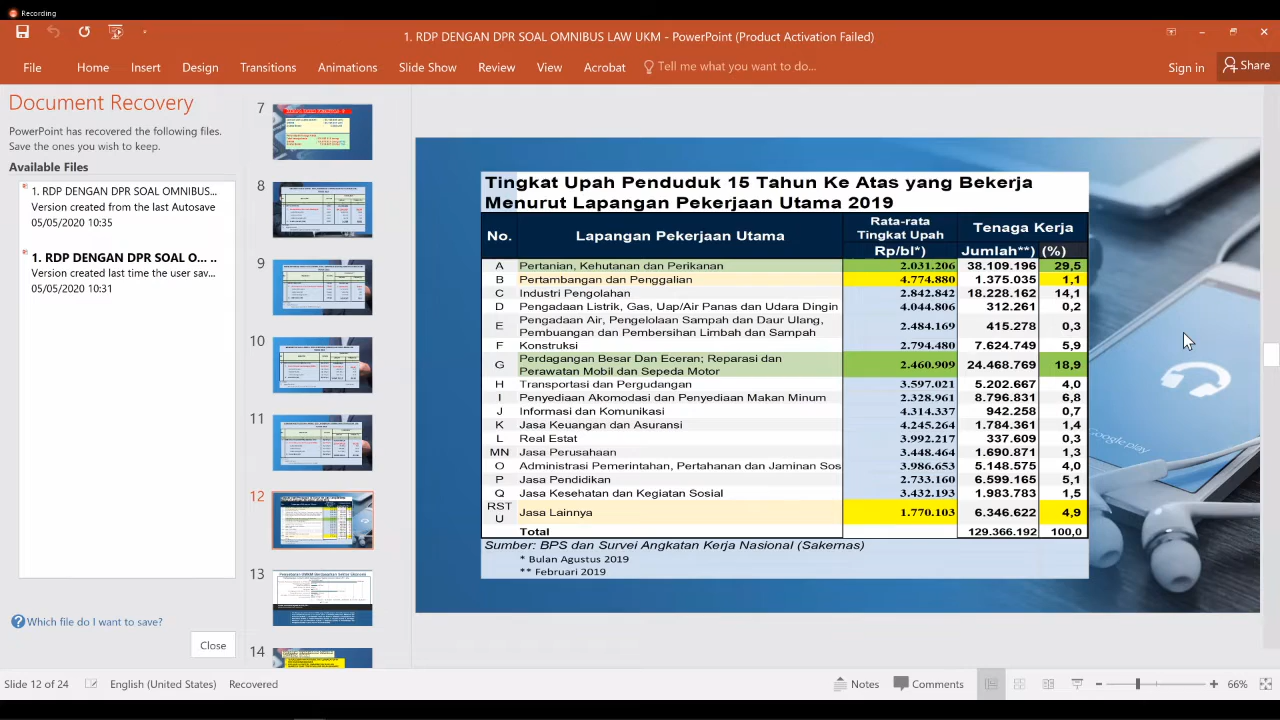 Recording
1. RDP DENGAN DPR SOAL OMNIBUS LAW UKM - PowerPoint (Product Activation Failed)
File Home Insert Design Transitions Animations Slide Show Review View Acrobat Tell me what you want to do... Sign in Share
Document Recovery
PowerPoint has recovered the following files.
Save the ones you wish to keep.
Available Files
1. RDP DENGAN DPR SOAL OMNIBUS...
Version created from the last Autosave
05/05/2020 10:35
1. RDP DENGAN DPR SOAL O... ..
Version created last time the user sav...
05/05/2020 10:31
Which file do I want to save?
Close
7
8
9
10
11
12
13
14
Tingkat Upah Penduduk 15 Tahun Ke Atas yang Bekerja
Menurut Lapangan Pekerjaan Utama 2019
No. Lapangan Pekerjaan Utama Rata-rata Tingkat Upah Rp/bl*) Tenaga Kerja Jumlah**) (%)
A Pertanian, Kehutanan dan Perikanan 2.031.206 38.109.196 29,5
B Pertambangan dan Penggalian 4.774.880 1.375.035 1,1
C Industri Pengolahan 2.842.842 18.228.162 14,1
D Pengadaan Listrik, Gas, Uap/Air Panas dan Udara Dingin 4.044.806 312.261 0,2
E Pengadaan Air, Pengelolaan Sampah dan Daur Ulang,
Pembuangan dan Pembersihan Limbah dan Sampah 2.484.169 415.278 0,3
F Konstruksi 2.794.480 7.624.749 5,9
G Perdagangan Besar Dan Eceran; Reparasi dan
Perawatan Mobil dan Sepeda Motor 2.460.909 24.468.769 18,9
H Transportasi dan Pergudangan 3.597.021 5.202.667 4,0
I Penyediaan Akomodasi dan Penyediaan Makan Minum 2.328.961 8.796.831 6,8
J Informasi dan Komunikasi 4.314.337 942.258 0,7
K Jasa Keuangan dan Asuransi 4.245.264 1,4
L Real Estat 337.609 0,3
MN Jasa Perusahaan 3.448.464 1.690.871 1,3
O Administrasi Pemerintahan, Pertahanan dan Jaminan Sos 3.986.653 5.148.575 4,0
P Jasa Pendidikan 2.733.160 6.599.165 5,1
Q Jasa Kesehatan dan Kegiatan Sosial 1,5
RST
U Jasa Lainnya 1.770.103 6.346.622 4,9
Total 129.366.192 100,0
Sumber: BPS dan Survei Angkatan Kerja Nasional (Sakernas)
* Bulan Agustus 2019
** Februari 2019
Google play
Slide 12 of 24 English (United States) Recovered Notes Comments 66%